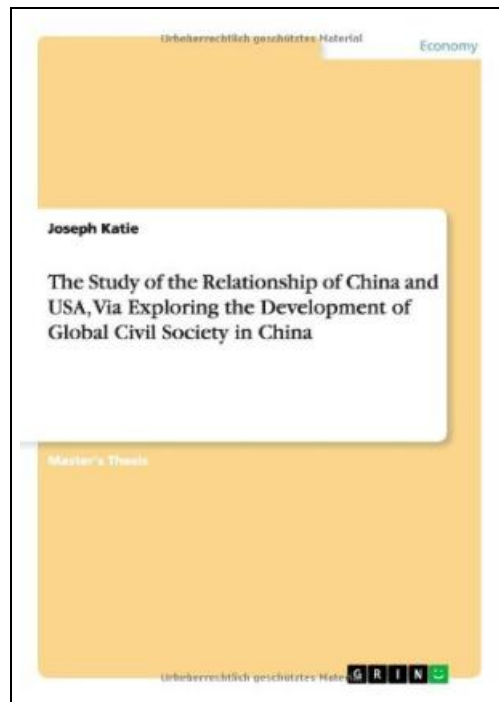 Urheberrechtlich geschütztes Material
Economy
Joseph Katie
The Study of the Relationship of China and
USA, Via Exploring the Development of
Global Civil Society in China
Master's Thesis
Urheberrechtlich geschütztes
GRIN